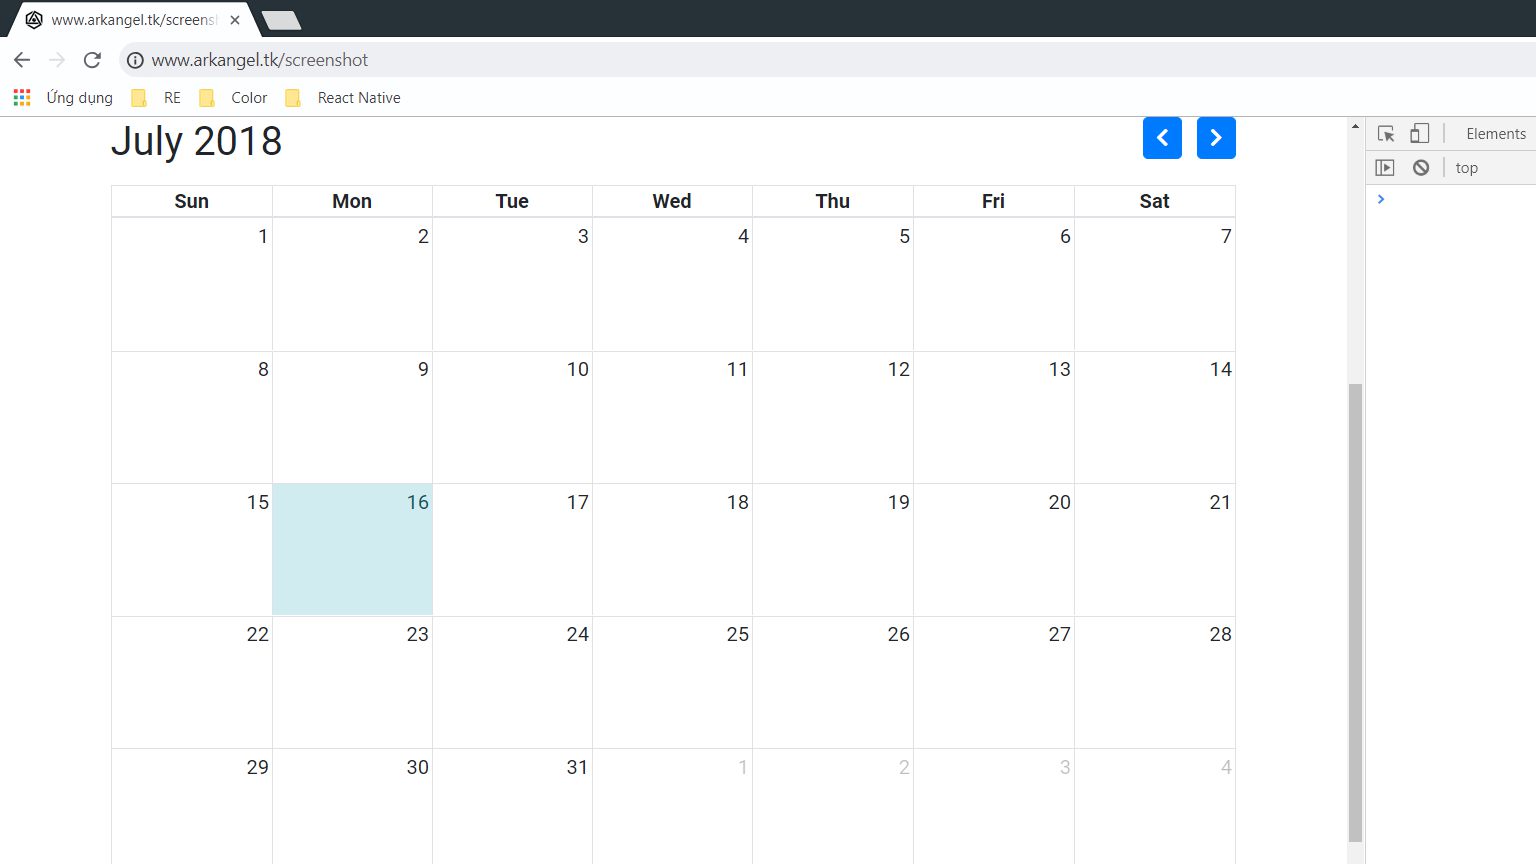 www.arkangel.tk/screensh
www.arkangel.tk/screenshot
Ứng dụng RE Color React Native
July 2018
Elements
top
Sun Mon Tue Wed Thu Fri Sat
1 2 3 4 5 6 7
8 9 10 11 12 13 14
15 16 17 18 19 20 21
22 23 24 25 26 27 28
29 30 31 1 2 3 4